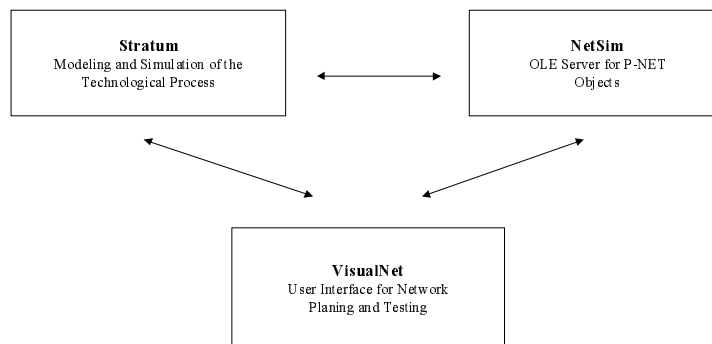 Stratum
Modeling and Simulation of the
Technological Process
NetSim
OLE Server for P-NET
Objects
VisualNet
User Interface for Network
Planing and Testing